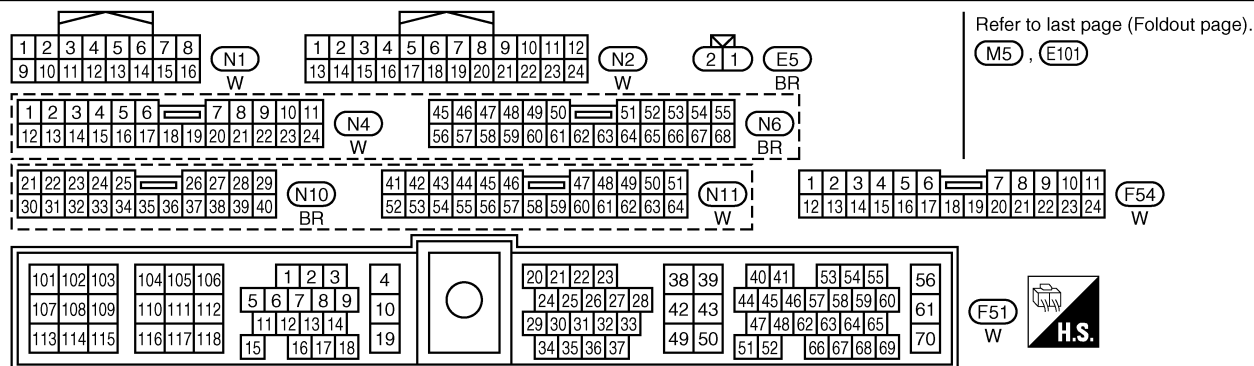 Refer to last page (Foldout page).
M5 , E101
1 2 3 4 5 6 7 8
9 10 11 12 13 14 15 16
N1
W
1 2 3 4 5 6 7 8 9 10 11 12
13 14 15 16 17 18 19 20 21 22 23 24
N2
W
2 1
E5
BR
1 2 3 4 5 6 7 8 9 10 11
12 13 14 15 16 17 18 19 20 21 22 23 24
N4
W
45 46 47 48 49 50 51 52 53 54 55
56 57 58 59 60 61 62 63 64 65 66 67 68
N6
BR
21 22 23 24 25 26 27 28 29
30 31 32 33 34 35 36 37 38 39 40
N10
BR
41 42 43 44 45 46 47 48 49 50 51
52 53 54 55 56 57 58 59 60 61 62 63 64
N11
W
1 2 3 4 5 6 7 8 9 10 11
12 13 14 15 16 17 18 19 20 21 22 23 24
F54
W
101 102 103 104 105 106 1 2 3 4 20 21 22 23 38 39 40 41 53 54 55 56
5 6 7 8 9 24 25 26 27 28 44 45 46 57 58 59 60
107 108 109 110 111 112 10 42 43 61
11 12 13 14 29 30 31 32 33 47 48 62 63 64 65
113 114 115 116 117 118 15 16 17 18 19 34 35 36 37 49 50 51 52 66 67 68 69 70
F51
W
H.S.